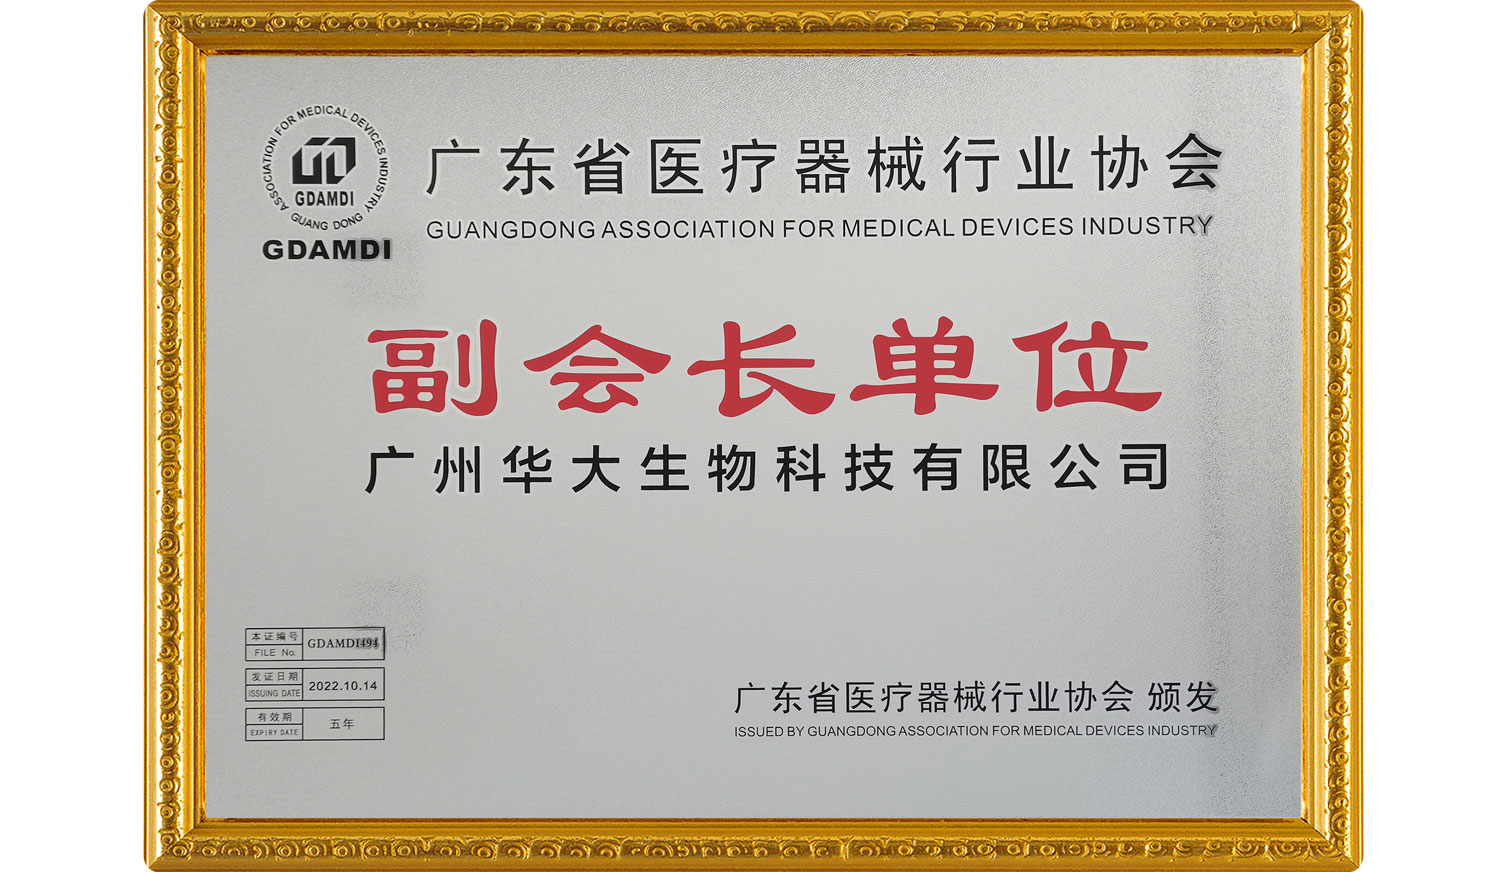 ASSOCIATION FOR MEDICAL DEVICES INDUSTRY
GDAMDI
GUANG DONG
GDAMDI
广东省医疗器械行业协会
GUANGDONG ASSOCIATION FOR MEDICAL DEVICES INDUSTRY
副会长单位
广州华大生物科技有限公司
本证编号 GDAMDI494
FILE No.
发证日期 2022.10.14
ISSUING DATE
有效期 五年
EXPIRY DATE
广东省医疗器械行业协会 颁发
ISSUED BY GUANGDONG ASSOCIATION FOR MEDICAL DEVICES INDUSTRY